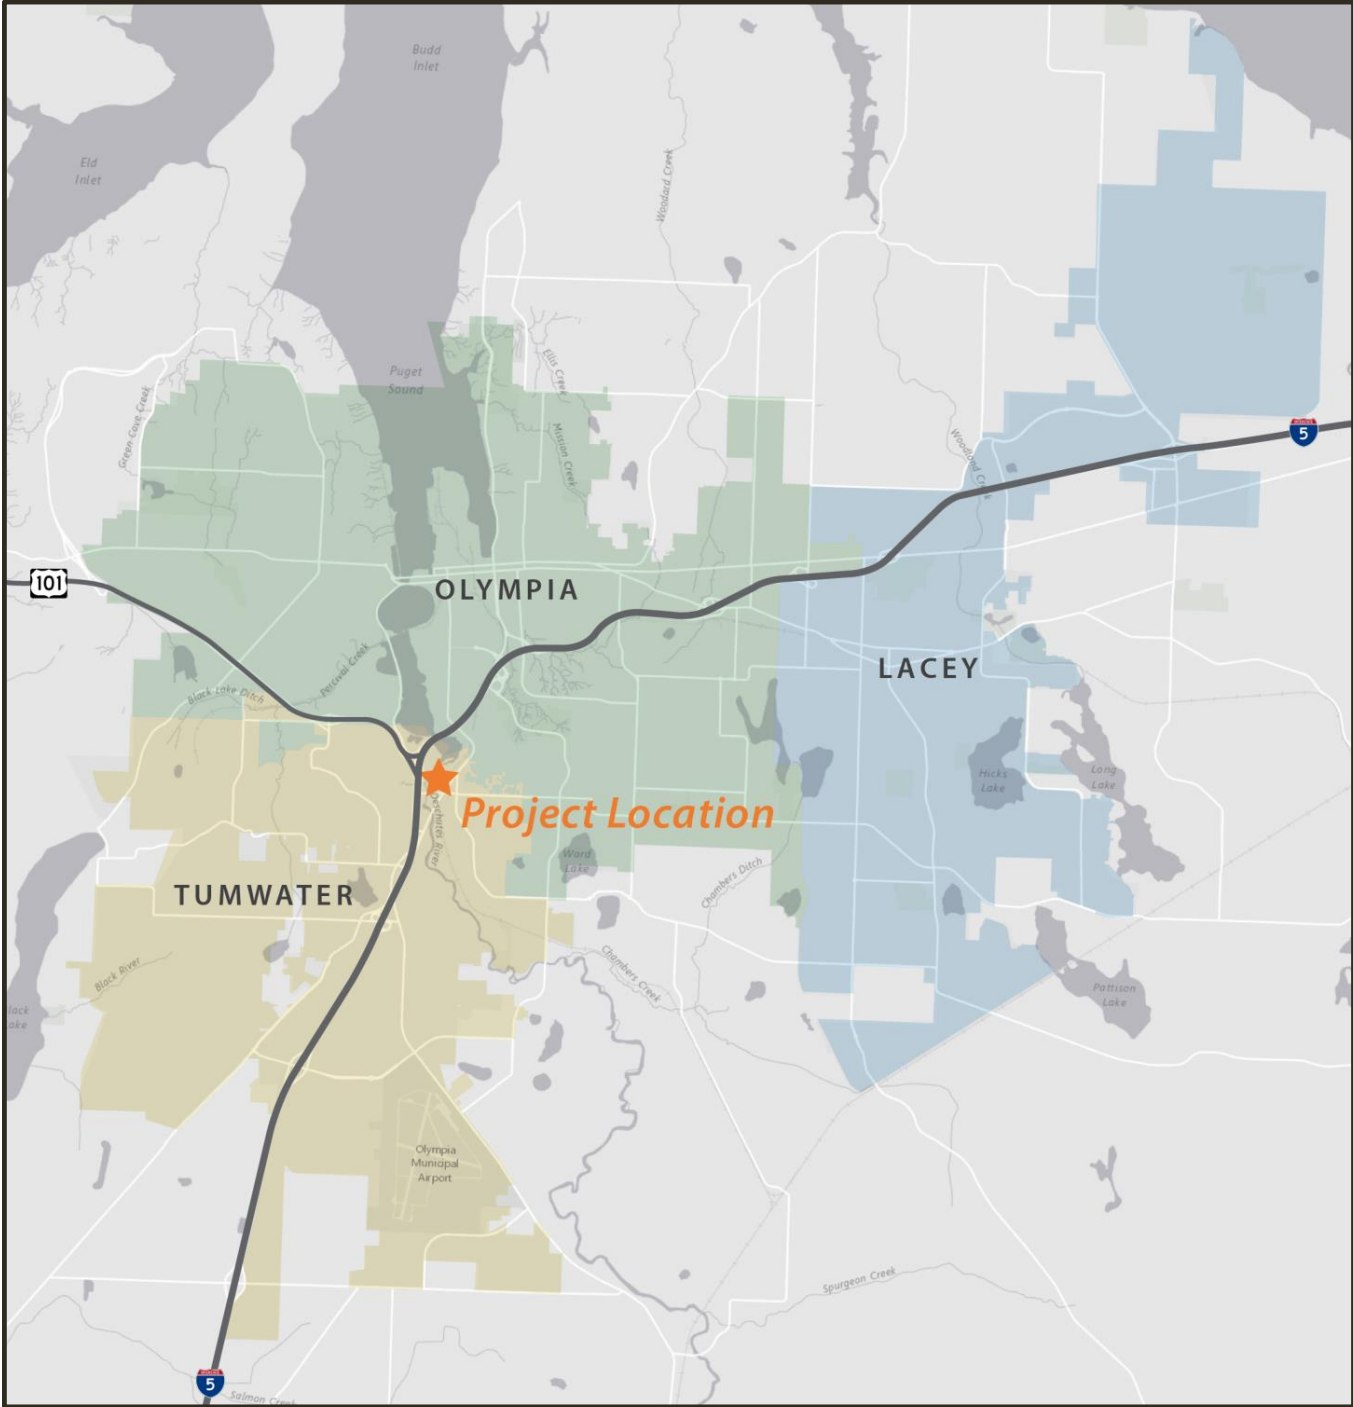 Budd
Inlet
Eld
Inlet
Woodard Creek
Puget
Sound
Ellis Creek
Green Cove Creek
Mission Creek
Woodland Creek
5
101
OLYMPIA
LACEY
Percival Creek
Black Lake Ditch
Hicks
Lake
Long
Lake
Project Location
Deschutes River
Ward
Lake
Chambers Ditch
TUMWATER
Black River
Chambers Creek
Pattison
Lake
lack
ake
Olympia
Municipal
Airport
Spurgeon Creek
5
Salmon Creek